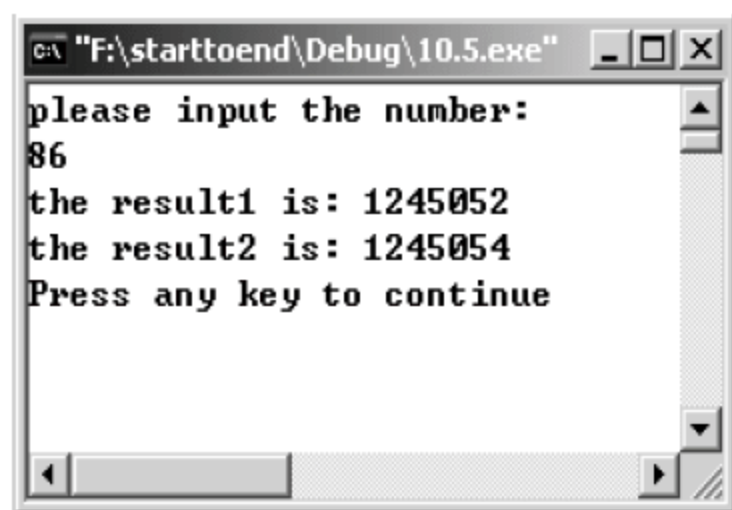 C:\ "F:\starttoend\Debug\10.5.exe"
please input the number:
86
the result1 is: 1245052
the result2 is: 1245054
Press any key to continue